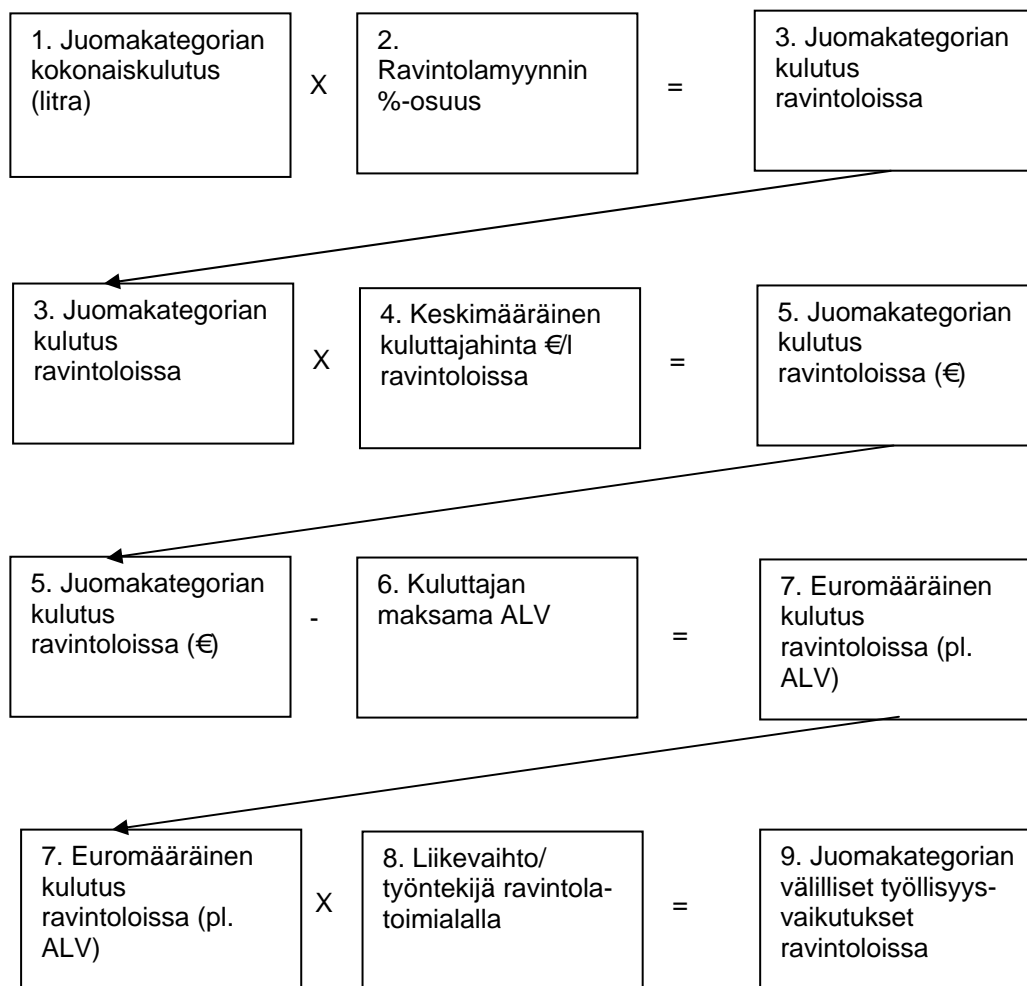 1. Juomakategorian
kokonaiskulutus
(litra)
X
2.
Ravintolamyynnin
%-osuus
=
3. Juomakategorian
kulutus
ravintoloissa
3. Juomakategorian
kulutus
ravintoloissa
X
4. Keskimääräinen
kuluttajahinta €/l
ravintoloissa
=
5. Juomakategorian
kulutus
ravintoloissa (€)
5. Juomakategorian
kulutus
ravintoloissa (€)
-
6. Kuluttajan
maksama ALV
=
7. Euromääräinen
kulutus
ravintoloissa (pl.
ALV)
7. Euromääräinen
kulutus
ravintoloissa (pl.
ALV)
X
8. Liikevaihto/
työntekijä ravintola-
toimialalla
=
9. Juomakategorian
välilliset työllisyys-
vaikutukset
ravintoloissa